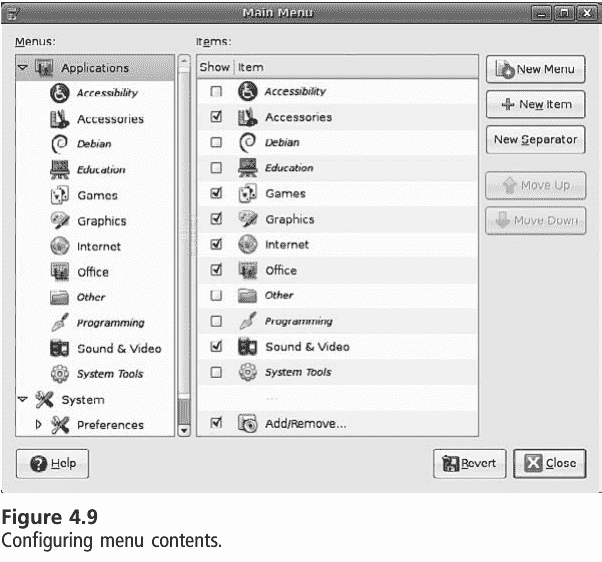 Main Menu
Menus:
Applications
Accessibility
Accessories
Debian
Education
Games
Graphics
Internet
Office
Other
Programming
Sound & Video
System Tools
System
Preferences
Items:
Show Item
Accessibility
Accessories
Debian
Education
Games
Graphics
Internet
Office
Other
Programming
Sound & Video
System Tools
---
Add/Remove...
New Menu
New Item
New Separator
Move Up
Move Down
Help
Revert
Close
Figure 4.9
Configuring menu contents.